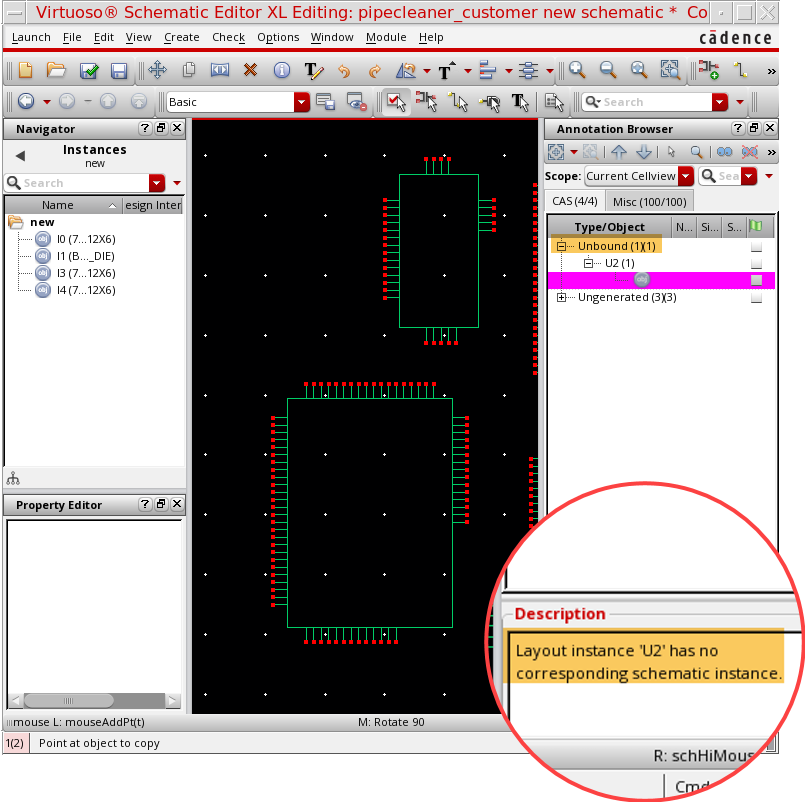 Virtuoso® Schematic Editor XL Editing: pipecleaner_customer new schematic * Co
Launch File Edit View Create Check Options Window Module Help
cādence
Basic
Search
Navigator
Instances
new
Search
Name
esign Inter
new
I0 (7...12X6)
I1 (B..._DIE)
I3 (7...12X6)
I4 (7...12X6)
Property Editor
Annotation Browser
Scope: Current Cellview
Sea
CAS (4/4) Misc (100/100)
Type/Object N... Si... S...
Unbound (1)(1)
U2 (1)
obj
Ungenerated (3)(3)
Description
Layout instance 'U2' has no
corresponding schematic instance.
mouse L: mouseAddPt(t)
M: Rotate 90
R: schHiMous
1(2)
Point at object to copy
Cmd